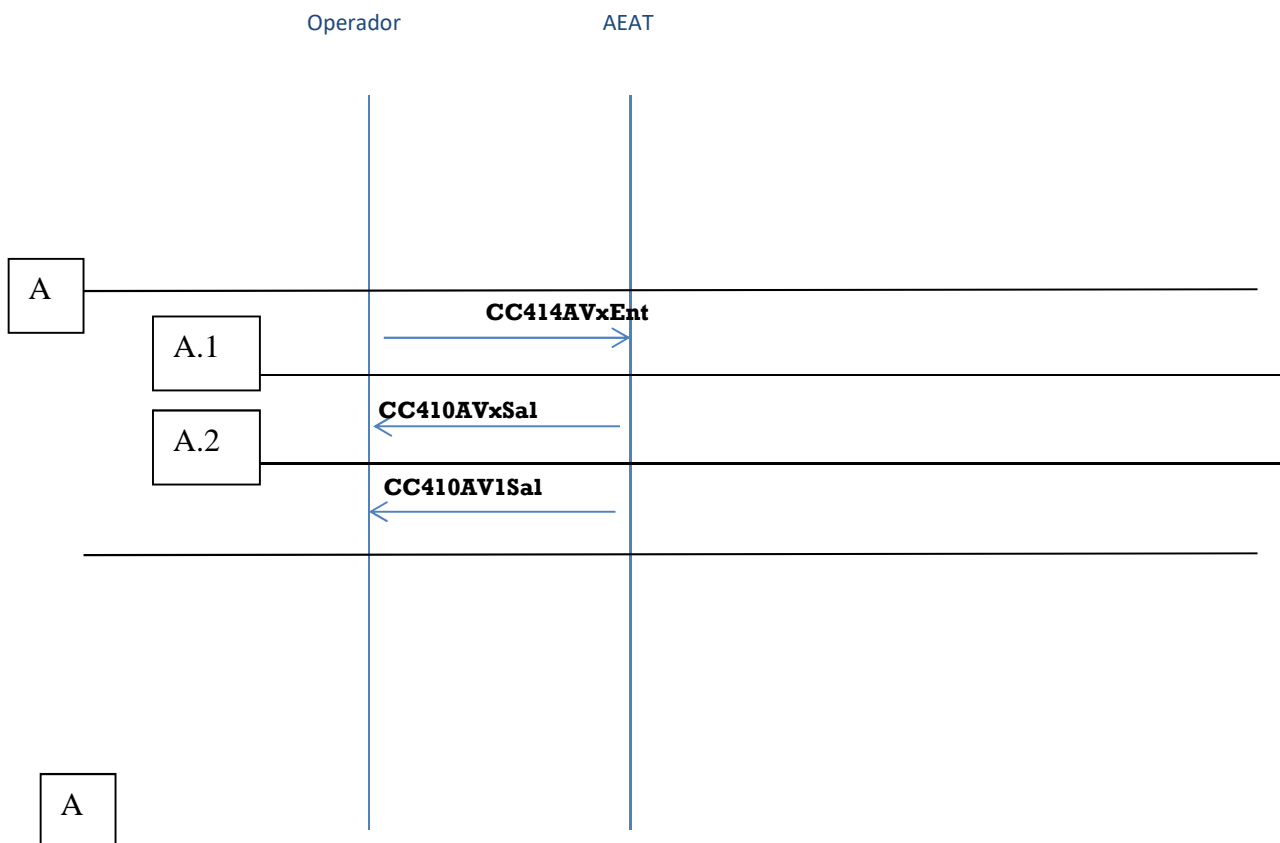 Operador AEAT
A
CC414AVxEnt
A.1
CC410AVxSal
A.2
CC410AV1Sal
A